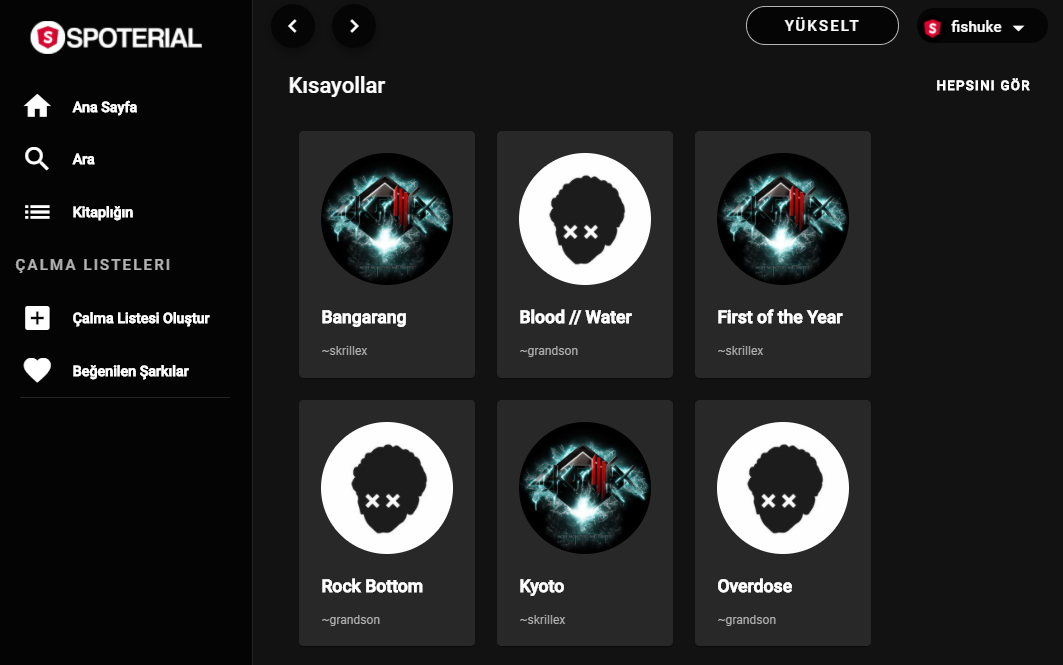 SPOTERIAL
Ana Sayfa
Ara
Kitaplığın
ÇALMA LISTELERI
Çalma Listesi Oluştur
Beğenilen Şarkılar
YÜKSELT
fishuke
Kısayollar
HEPSINI GÖR
Bangarang
~skrillex
Blood // Water
~grandson
First of the Year
~skrillex
Rock Bottom
~grandson
Kyoto
~skrillex
Overdose
~grandson